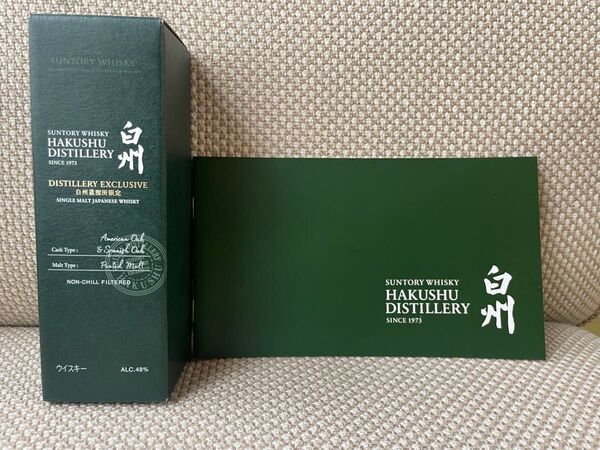 SUNTORY WHISKY
SUNTORY WHISKY
HAKUSHU
DISTILLERY
SINCE 1973
白州
DISTILLERY EXCLUSIVE
白州蒸溜所限定
SINGLE MALT JAPANESE WHISKY
Cask Type : American Oak
& Spanish Oak
Malt Type : Peated Malt
NON-CHILL FILTERED
HAKUSHU
ウイスキー ALC.48%
SUNTORY WHISKY
HAKUSHU
DISTILLERY
SINCE 1973
白州